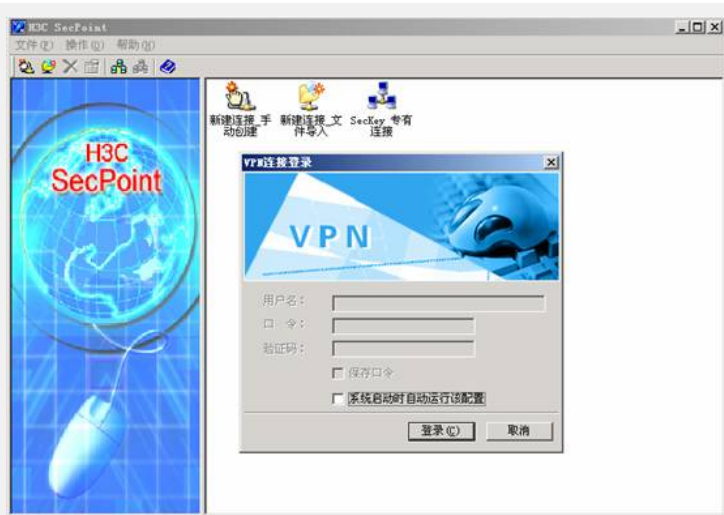 H3C SecPoint
文件(F) 操作(O) 帮助(H)
新建连接_手动创建
新建连接_文件导入
SecKey 专有连接
H3C
SecPoint
VPN连接登录
VPN
用户名：
口 令：
验证码：
保存口令
系统启动时自动运行该配置
登录(C) 取消